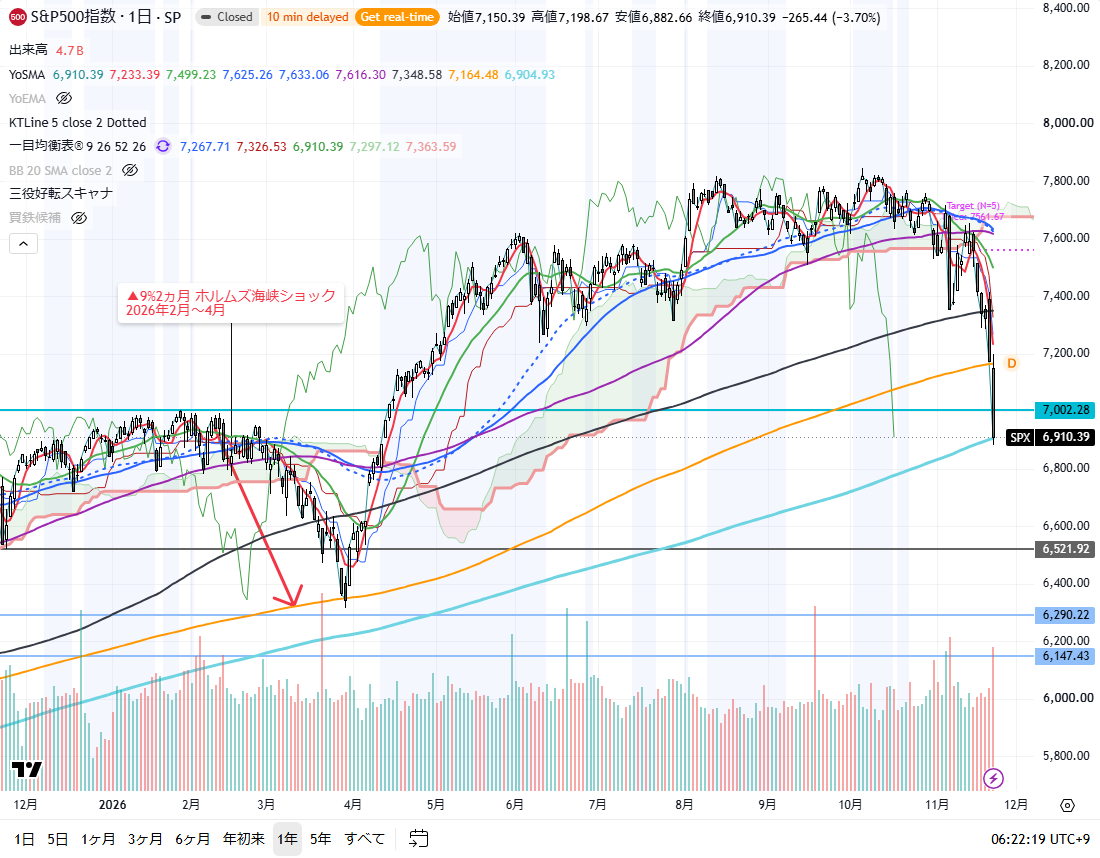 500 S&P500指数 · 1日 · SP Closed 10 min delayed Get real-time 始値7,150.39 高値7,198.67 安値6,882.66 終値6,910.39 −265.44 (−3.70%)
出来高 4.7 B
YoSMA 6,910.39 7,233.39 7,499.23 7,625.26 7,633.06 7,616.30 7,348.58 7,164.48 6,904.93
YoEMA
KTLine 5 close 2 Dotted
一目均衡表® 9 26 52 26 7,267.71 7,326.53 6,910.39 7,297.12 7,363.59
BB 20 SMA close 2
三役好転スキャナ
買鉄候補
▲9%2ヵ月 ホルムズ海峡ショック
2026年2月〜4月
Target (N=5)
7561.67
D
8,400.00
8,200.00
8,000.00
7,800.00
7,600.00
7,400.00
7,200.00
7,002.28
SPX 6,910.39
6,800.00
6,600.00
6,521.92
6,400.00
6,290.22
6,200.00
6,147.43
6,000.00
5,800.00
12月 2026 2月 3月 4月 5月 6月 7月 8月 9月 10月 11月 12月
1日 5日 1ヶ月 3ヶ月 6ヶ月 年初来 1年 5年 すべて 06:22:19 UTC+9